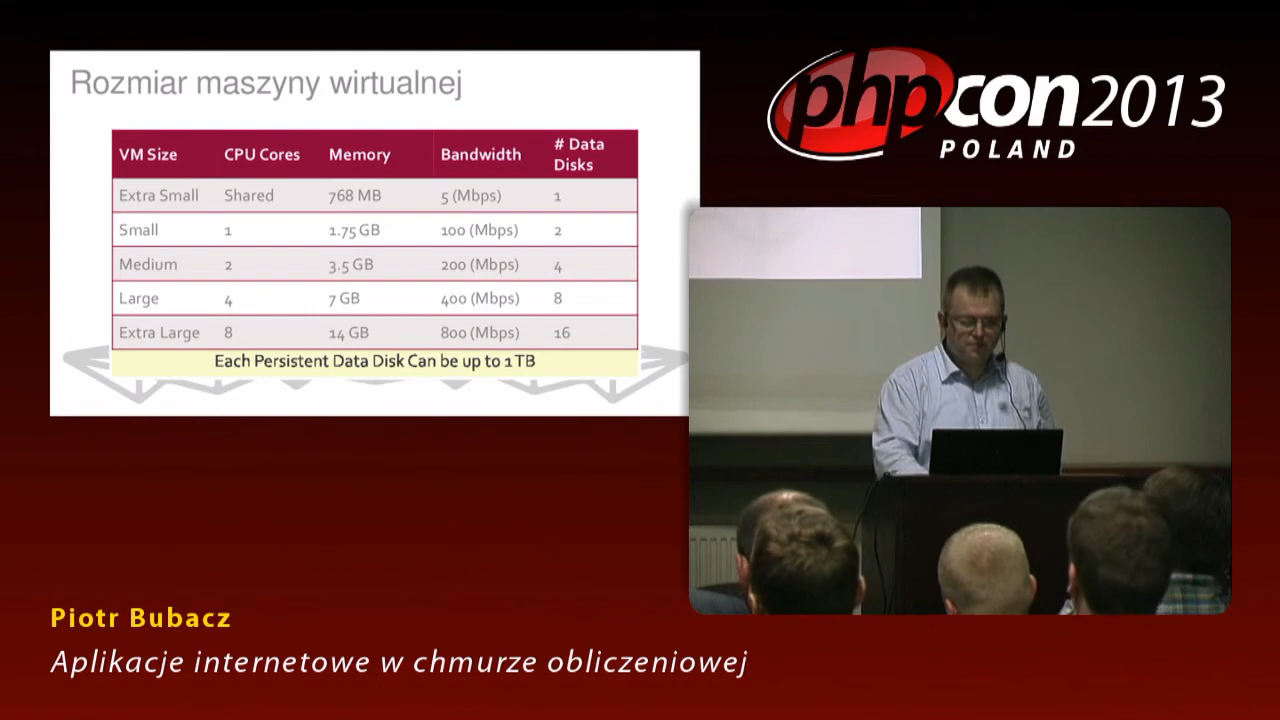 Rozmiar maszyny wirtualnej
VM Size CPU Cores Memory Bandwidth # Data Disks
Extra Small Shared 768 MB 5 (Mbps) 1
Small 1 1.75 GB 100 (Mbps) 2
Medium 2 3.5 GB 200 (Mbps) 4
Large 4 7 GB 400 (Mbps) 8
Extra Large 8 14 GB 800 (Mbps) 16
Each Persistent Data Disk Can be up to 1 TB
phpcon 2013
POLAND
Piotr Bubacz
Aplikacje internetowe w chmurze obliczeniowej